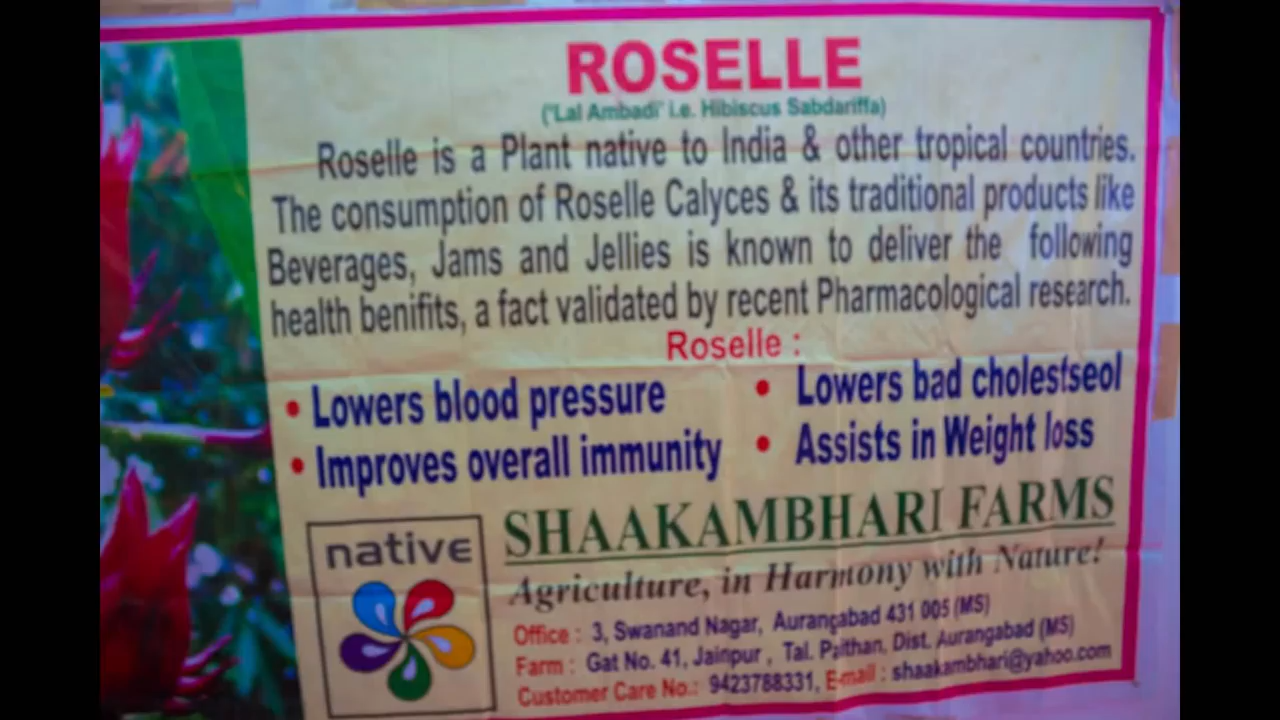 ROSELLE
('Lal Ambadi' i.e. Hibiscus Sabdariffa)
Roselle is a Plant native to India & other tropical countries.
The consumption of Roselle Calyces & its traditional products like
Beverages, Jams and Jellies is known to deliver the following
health benifits, a fact validated by recent Pharmacological research.
Roselle :
• Lowers blood pressure • Lowers bad cholestseol
• Improves overall immunity • Assists in Weight loss
native
SHAAKAMBHARI FARMS
Agriculture, in Harmony with Nature!
Office : 3, Swanand Nagar, Aurangabad 431 005 (MS)
Farm : Gat No. 41, Jainpur, Tal. Paithan, Dist. Aurangabad (MS)
Customer Care No.: 9423788331, E-mail : shaakambhari@yahoo.com